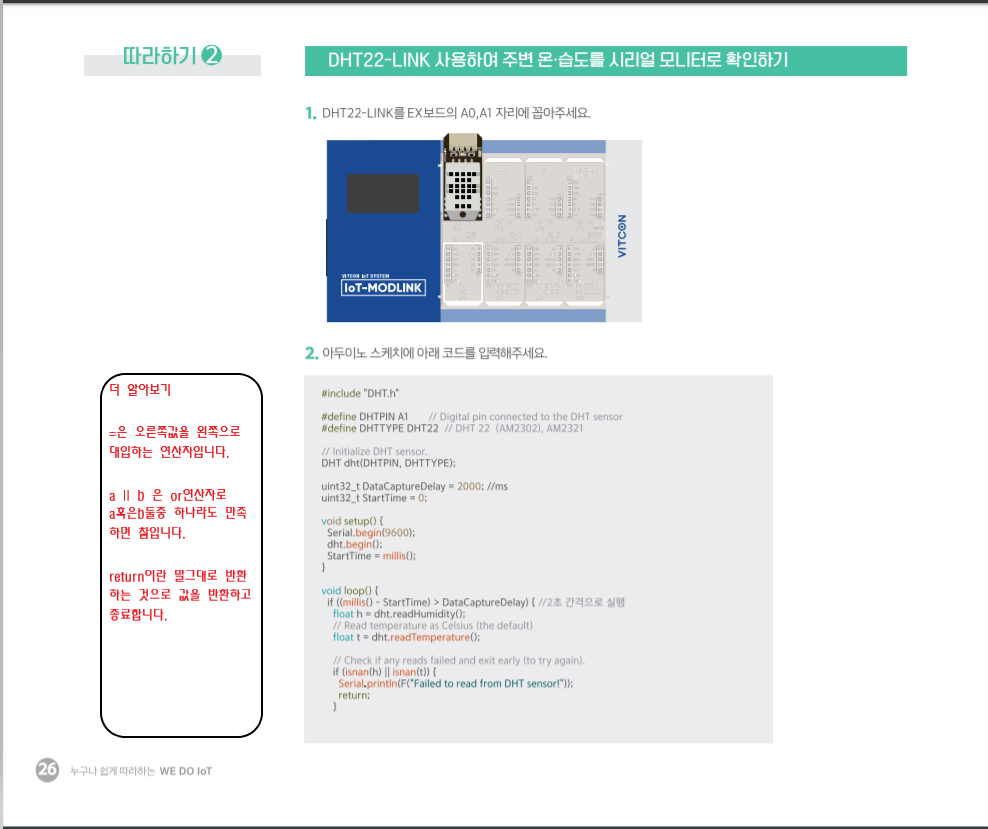 따라하기 2
DHT22-LINK 사용하여 주변 온·습도를 시리얼 모니터로 확인하기
1. DHT22-LINK를 EX보드의 A0,A1 자리에 꼽아주세요.
VITCON IoT SYSTEM
IoT-MODLINK
VITCON
2. 아두이노 스케치에 아래 코드를 입력해주세요.
#include "DHT.h"
#define DHTPIN A1 // Digital pin connected to the DHT sensor
#define DHTTYPE DHT22 // DHT 22 (AM2302), AM2321
// Initialize DHT sensor.
DHT dht(DHTPIN, DHTTYPE);
uint32_t DataCaptureDelay = 2000; //ms
uint32_t StartTime = 0;
void setup() {
Serial.begin(9600);
dht.begin();
StartTime = millis();
}
void loop() {
if ((millis() - StartTime) > DataCaptureDelay) { //2초 간격으로 실행
float h = dht.readHumidity();
// Read temperature as Celsius (the default)
float t = dht.readTemperature();
// Check if any reads failed and exit early (to try again).
if (isnan(h) || isnan(t)) {
Serial.println(F("Failed to read from DHT sensor!"));
return;
}
더 알아보기
=은 오른쪽값을 왼쪽으로
대입하는 연산자입니다.
a || b 은 or연산자로
a혹은b둘중 하나라도 만족
하면 참입니다.
return이란 말그대로 반환
하는 것으로 값을 반환하고
종료합니다.
26 누구나 쉽게 따라하는 WE DO IoT